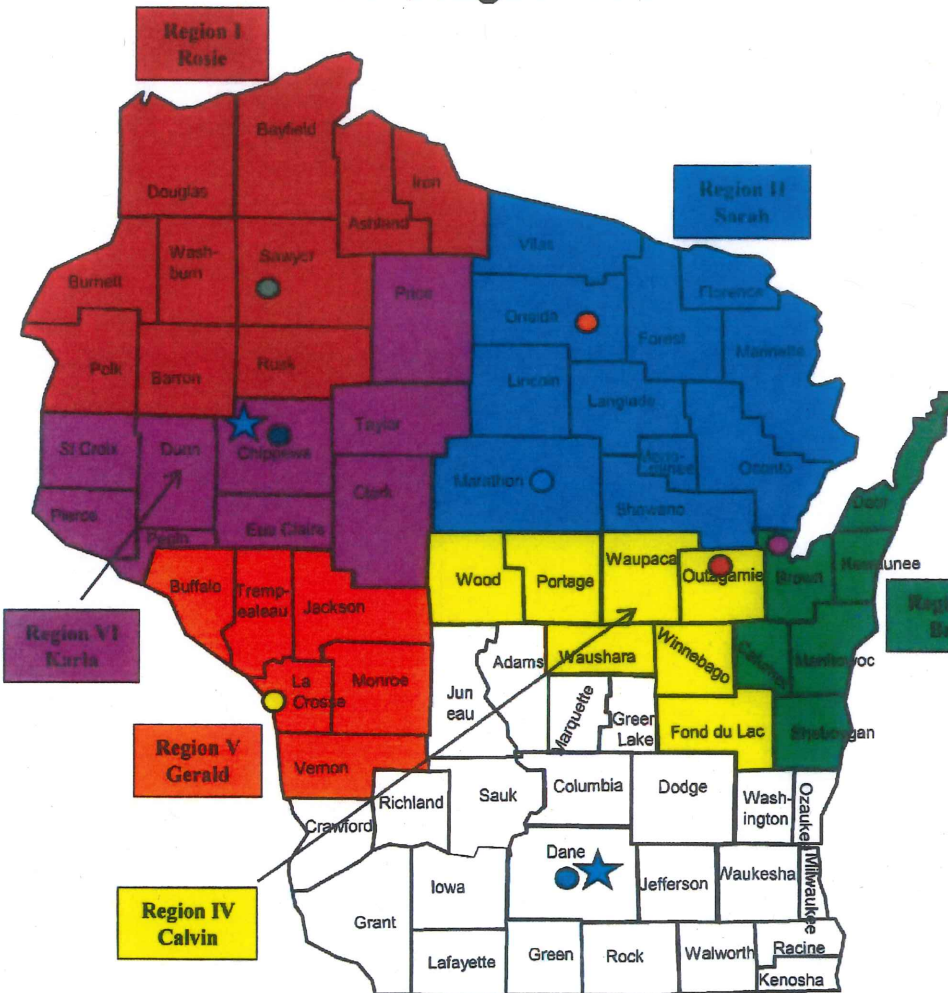 Region I
Rosie
Bayfield
Iron
Douglas
Ashland
Region II
Sarah
Vilas
Wash-
burn
Sawyer
Burnett
Price
Florence
Oneida
Forest
Marinette
Polk
Barron
Rusk
Lincoln
Langlade
Taylor
St Croix
Dunn
Chippewa
Marathon
Oconto
Clark
Shawano
Door
Pierce
Pepin
Eau Claire
Waupaca
Wood
Portage
Outagamie
Brown
Kewaunee
Buffalo
Tremp-
ealeau
Jackson
Region VI
Karla
Adams
Waushara
Winnebago
Calumet
Manitowoc
La
Crosse
Monroe
Jun
eau
Marquette
Green
Lake
Fond du Lac
Sheboygan
Region V
Gerald
Vernon
Richland
Sauk
Columbia
Dodge
Wash-
ington
Ozaukee
Crawford
Dane
Iowa
Jefferson
Waukesha
Milwaukee
Region IV
Calvin
Grant
Lafayette
Green
Rock
Walworth
Racine
Kenosha